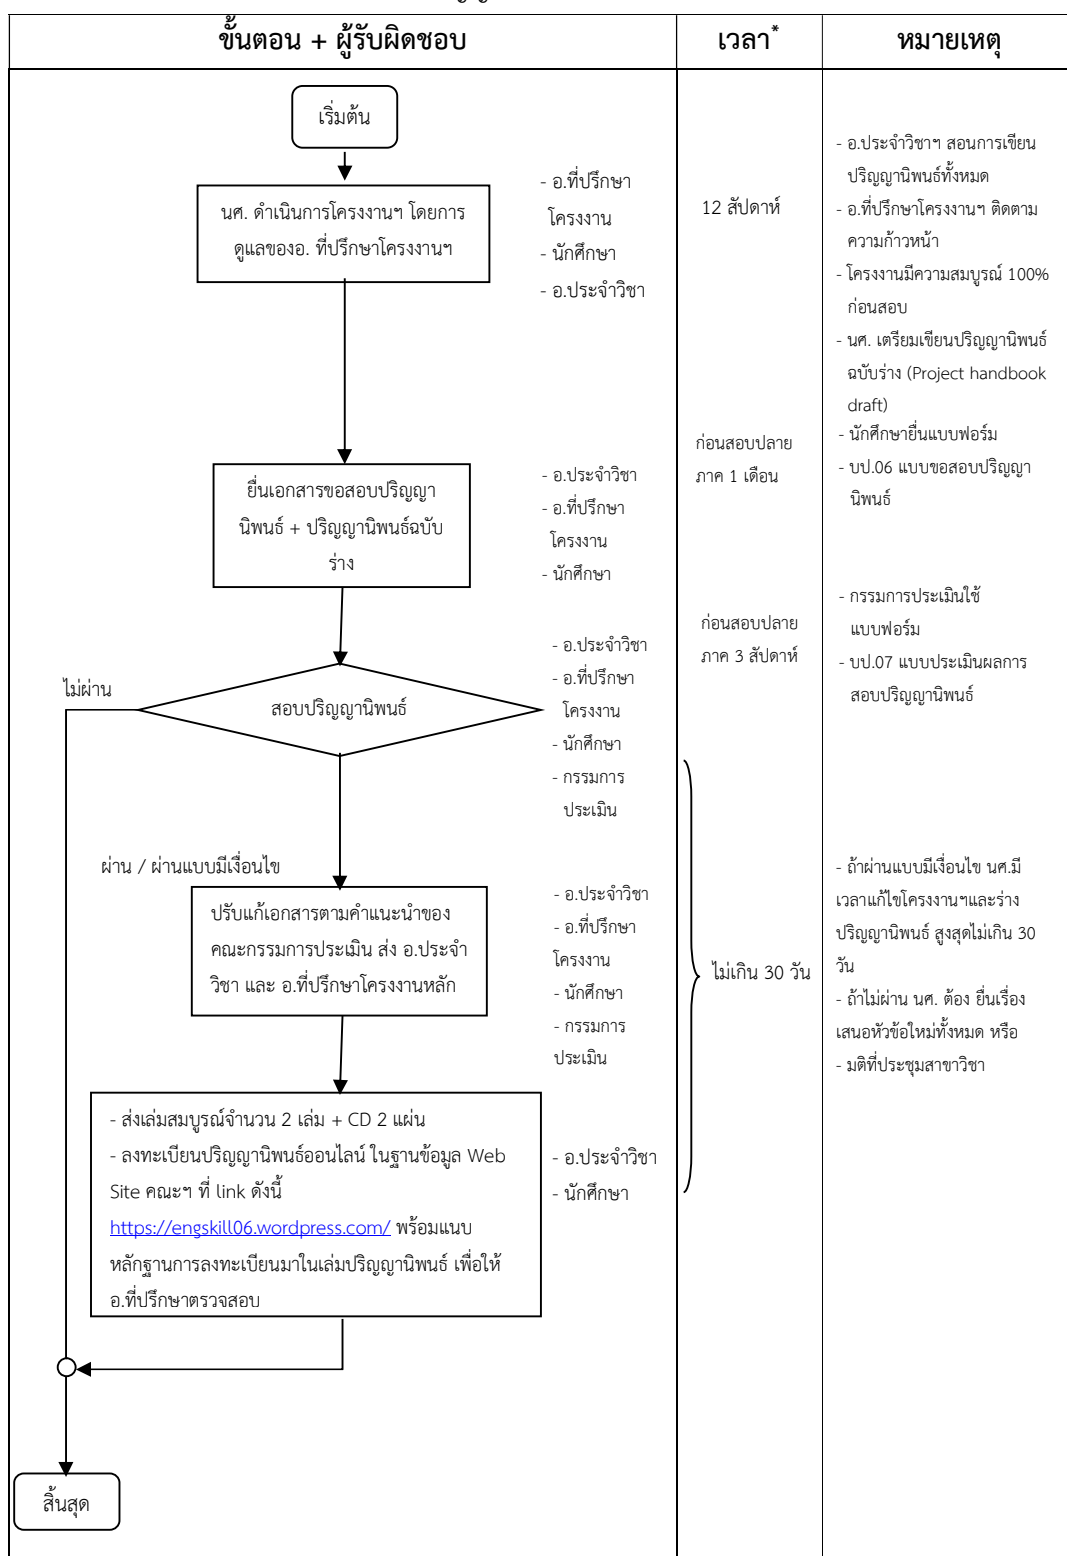 ขั้นตอน + ผู้รับผิดชอบ
เวลา*
หมายเหตุ
เริ่มต้น
นศ. ดำเนินการโครงงานฯ โดยการ
ดูแลของอ. ที่ปรึกษาโครงงานฯ
- อ.ที่ปรึกษา
โครงงาน
- นักศึกษา
- อ.ประจำวิชา
12 สัปดาห์
- อ.ประจำวิชาฯ สอนการเขียน
ปริญญานิพนธ์ทั้งหมด
- อ.ที่ปรึกษาโครงงานฯ ติดตาม
ความก้าวหน้า
- โครงงานมีความสมบูรณ์ 100%
ก่อนสอบ
- นศ. เตรียมเขียนปริญญานิพนธ์
ฉบับร่าง (Project handbook
draft)
ยื่นเอกสารขอสอบปริญญา
นิพนธ์ + ปริญญานิพนธ์ฉบับ
ร่าง
- อ.ประจำวิชา
- อ.ที่ปรึกษา
โครงงาน
- นักศึกษา
ก่อนสอบปลาย
ภาค 1 เดือน
- นักศึกษายื่นแบบฟอร์ม
- บป.06 แบบขอสอบปริญญา
นิพนธ์
ไม่ผ่าน
สอบปริญญานิพนธ์
- อ.ประจำวิชา
- อ.ที่ปรึกษา
โครงงาน
- นักศึกษา
- กรรมการ
ประเมิน
ก่อนสอบปลาย
ภาค 3 สัปดาห์
- กรรมการประเมินใช้
แบบฟอร์ม
- บป.07 แบบประเมินผลการ
สอบปริญญานิพนธ์
ผ่าน / ผ่านแบบมีเงื่อนไข
ปรับแก้เอกสารตามคำแนะนำของ
คณะกรรมการประเมิน ส่ง อ.ประจำ
วิชา และ อ.ที่ปรึกษาโครงงานหลัก
- อ.ประจำวิชา
- อ.ที่ปรึกษา
โครงงาน
- นักศึกษา
- กรรมการ
ประเมิน
ไม่เกิน 30 วัน
- ถ้าผ่านแบบมีเงื่อนไข นศ.มี
เวลาแก้ไขโครงงานฯและร่าง
ปริญญานิพนธ์ สูงสุดไม่เกิน 30
วัน
- ถ้าไม่ผ่าน นศ. ต้อง ยื่นเรื่อง
เสนอหัวข้อใหม่ทั้งหมด หรือ
- มติที่ประชุมสาขาวิชา
- ส่งเล่มสมบูรณ์จำนวน 2 เล่ม + CD 2 แผ่น
- ลงทะเบียนปริญญานิพนธ์ออนไลน์ ในฐานข้อมูล Web
Site คณะฯ ที่ link ดังนี้
https://engskill06.wordpress.com/ พร้อมแนบ
หลักฐานการลงทะเบียนมาในเล่มปริญญานิพนธ์ เพื่อให้
อ.ที่ปรึกษาตรวจสอบ
- อ.ประจำวิชา
- นักศึกษา
สิ้นสุด